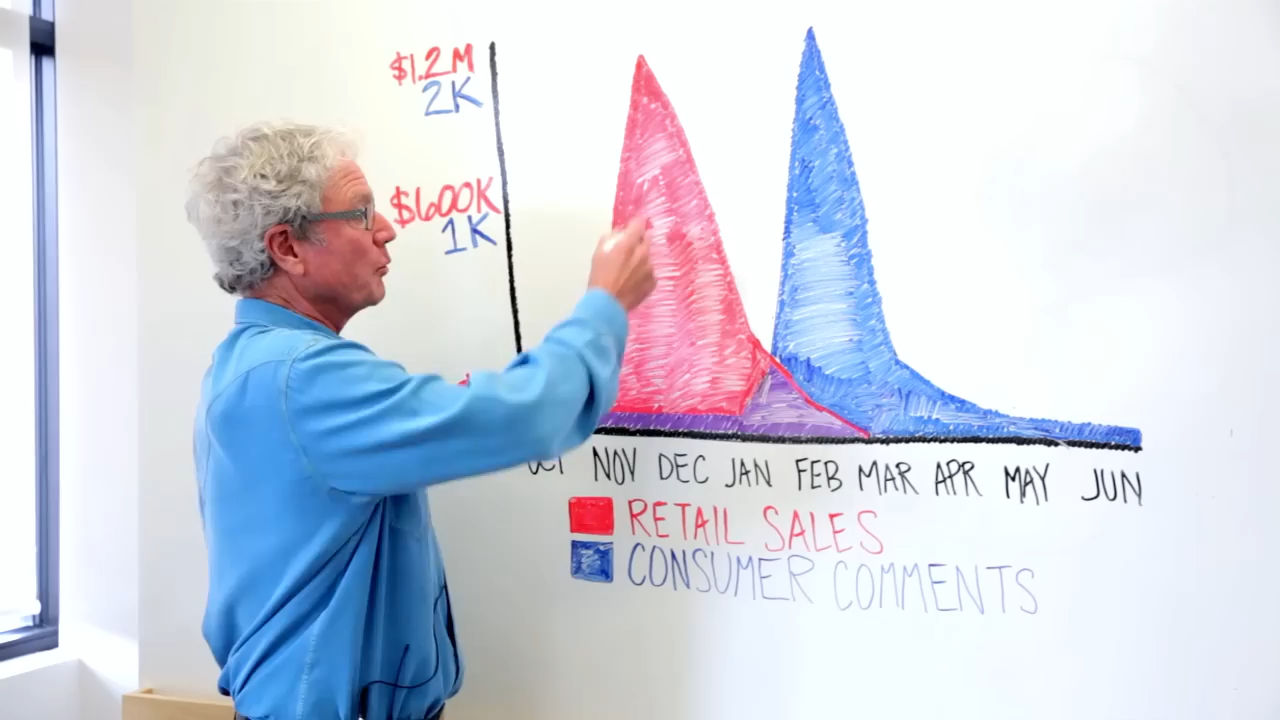 $1.2M
2K
$600K
1K
NOV DEC JAN FEB MAR APR MAY JUN
RETAIL SALES
CONSUMER COMMENTS